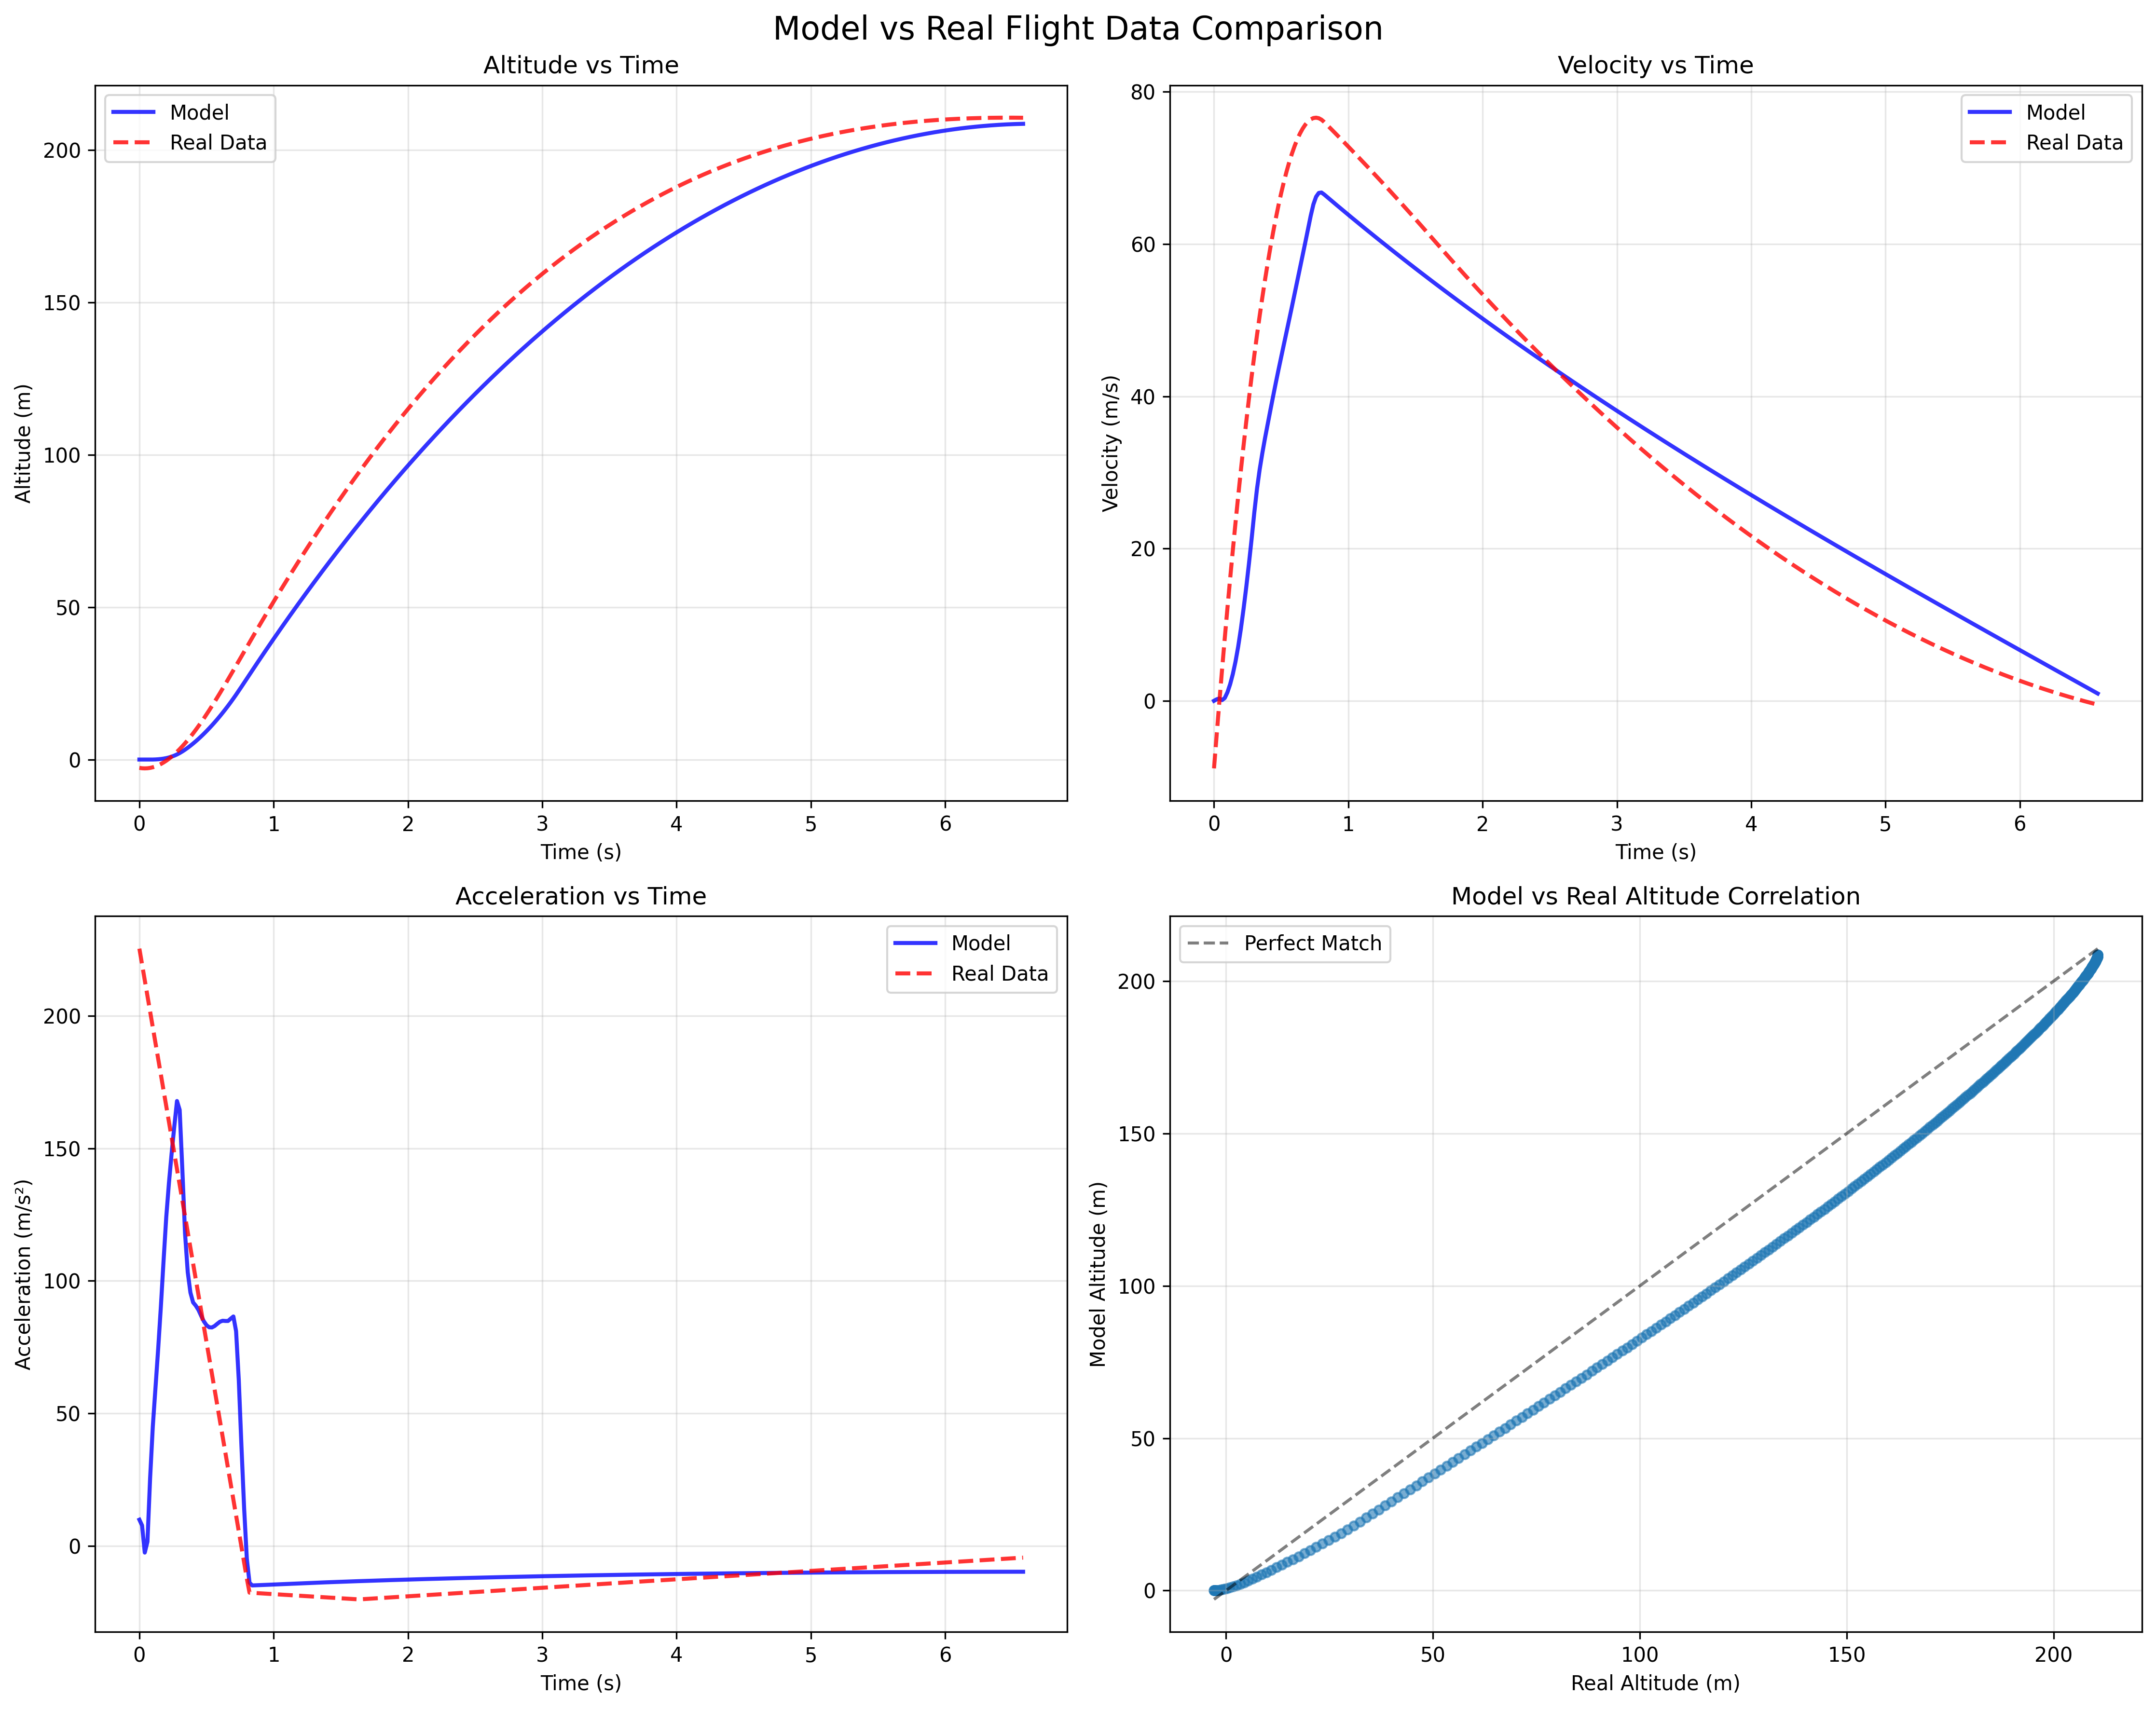 Model vs Real Flight Data Comparison
Altitude vs Time
Model
Real Data
Altitude (m)
200
150
100
50
0
0 1 2 3 4 5 6
Time (s)
Velocity vs Time
Model
Real Data
Velocity (m/s)
80
60
40
20
0
0 1 2 3 4 5 6
Time (s)
Acceleration vs Time
Model
Real Data
Acceleration (m/s²)
200
150
100
50
0
0 1 2 3 4 5 6
Time (s)
Model vs Real Altitude Correlation
Perfect Match
Model Altitude (m)
200
150
100
50
0
0 50 100 150 200
Real Altitude (m)